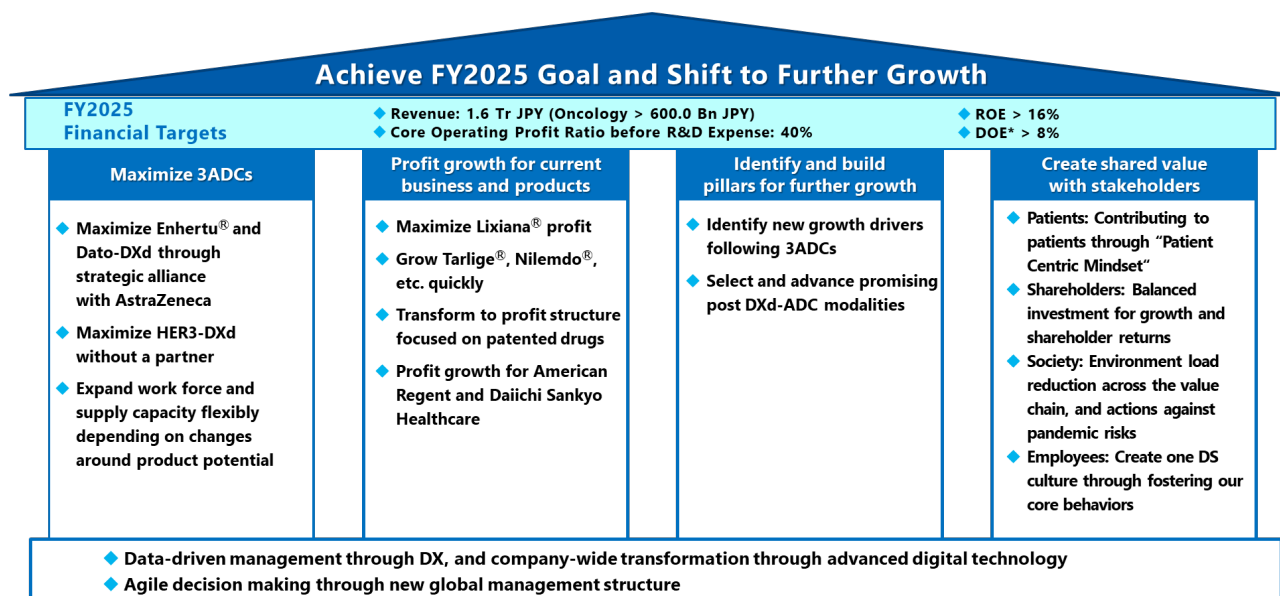 Achieve FY2025 Goal and Shift to Further Growth
FY2025
Financial Targets
◆ Revenue: 1.6 Tr JPY (Oncology > 600.0 Bn JPY)
◆ Core Operating Profit Ratio before R&D Expense: 40%
◆ ROE > 16%
◆ DOE* > 8%
Maximize 3ADCs
◆ Maximize Enhertu® and
Dato-DXd through
strategic alliance
with AstraZeneca
◆ Maximize HER3-DXd
without a partner
◆ Expand work force and
supply capacity flexibly
depending on changes
around product potential
Profit growth for current
business and products
◆ Maximize Lixiana® profit
◆ Grow Tarlige®, Nilemdo®,
etc. quickly
◆ Transform to profit structure
focused on patented drugs
◆ Profit growth for American
Regent and Daiichi Sankyo
Healthcare
Identify and build
pillars for further growth
◆ Identify new growth drivers
following 3ADCs
◆ Select and advance promising
post DXd-ADC modalities
Create shared value
with stakeholders
◆ Patients: Contributing to
patients through “Patient
Centric Mindset“
◆ Shareholders: Balanced
investment for growth and
shareholder returns
◆ Society: Environment load
reduction across the value
chain, and actions against
pandemic risks
◆ Employees: Create one DS
culture through fostering our
core behaviors
◆ Data-driven management through DX, and company-wide transformation through advanced digital technology
◆ Agile decision making through new global management structure